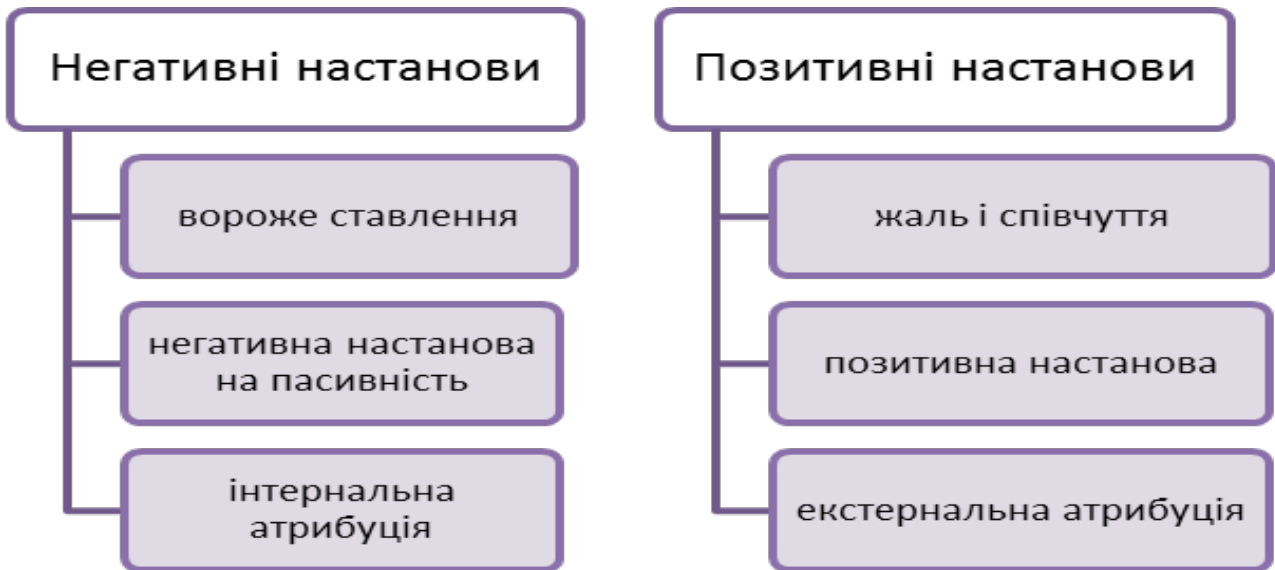 Негативні настанови
вороже ставлення
негативна настанова
на пасивність
інтернальна
атрибуція
Позитивні настанови
жаль і співчуття
позитивна настанова
екстернальна атрибуція